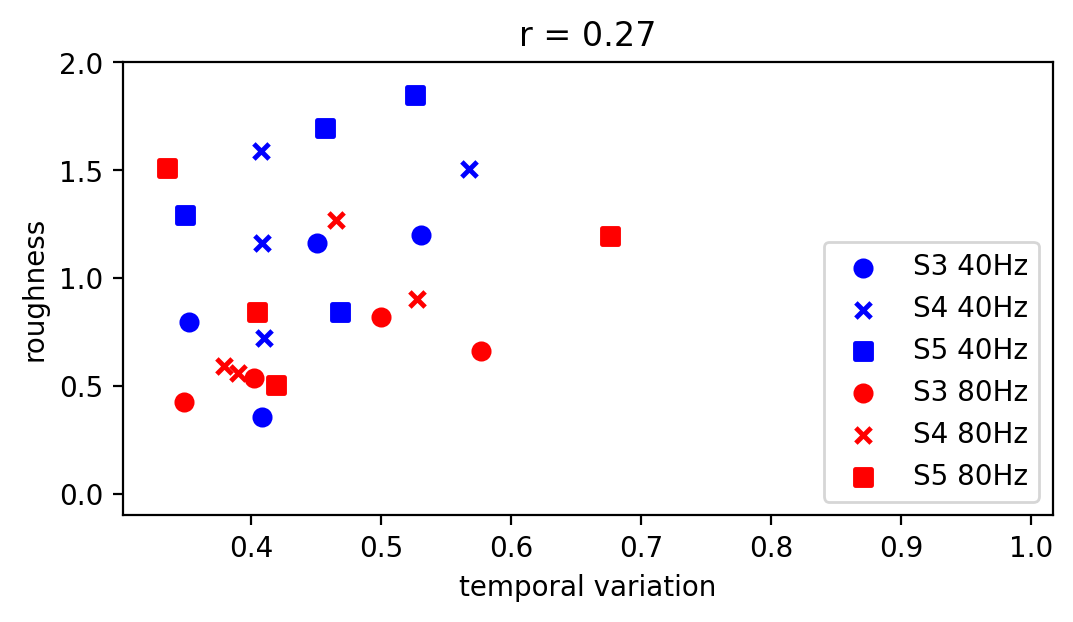 r = 0.27
roughness
2.0
1.5
1.0
0.5
0.0
S3 40Hz
S4 40Hz
S5 40Hz
S3 80Hz
S4 80Hz
S5 80Hz
0.4 0.5 0.6 0.7 0.8 0.9 1.0
temporal variation